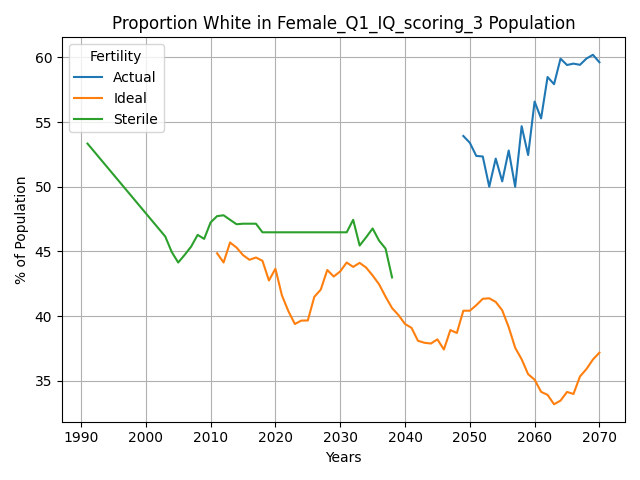 Proportion White in Female_Q1_IQ_scoring_3 Population
Fertility
Actual
Ideal
Sterile
% of Population
60
55
50
45
40
35
1990 2000 2010 2020 2030 2040 2050 2060 2070
Years